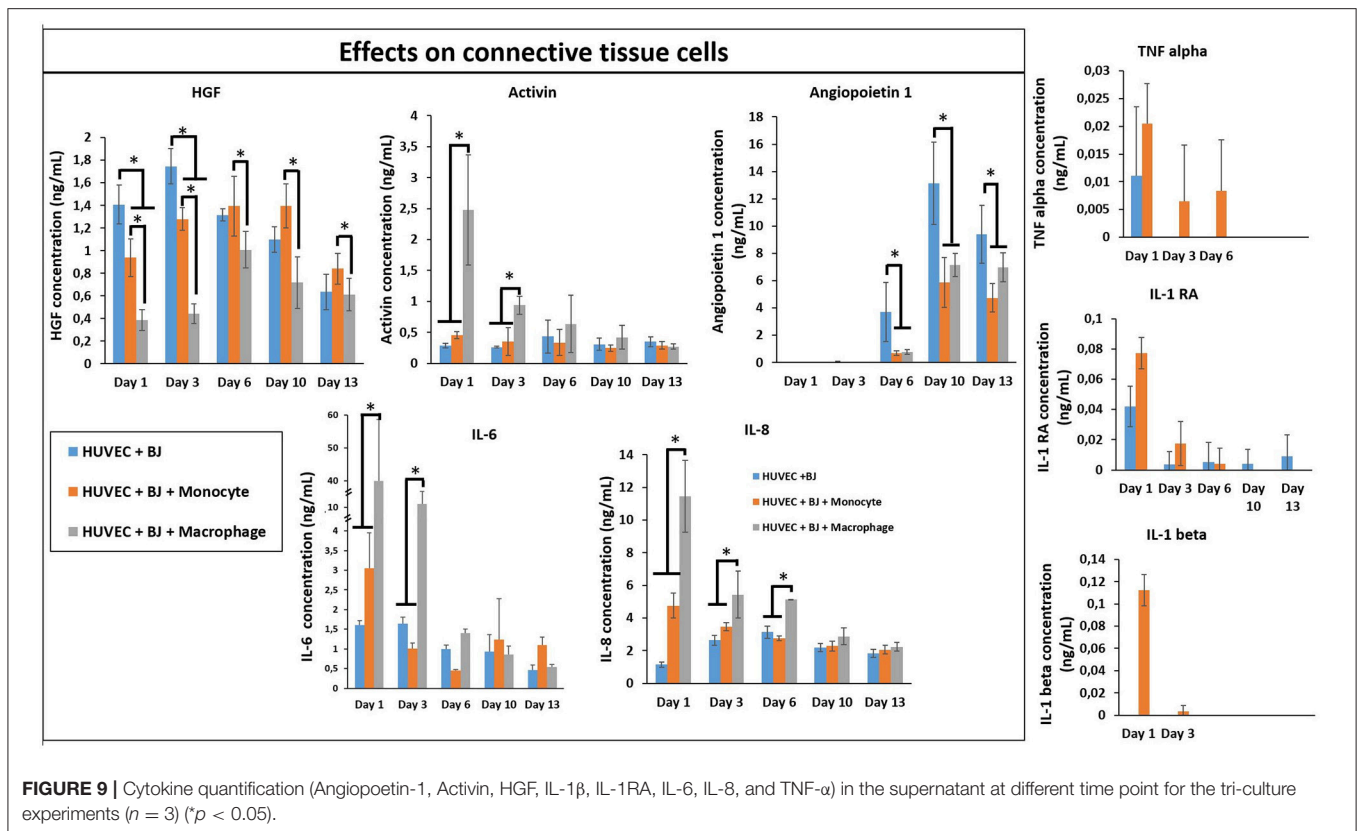 Effects on connective tissue cells
HGF
HGF concentration (ng/mL)
2
1,8
1,6
1,4
1,2
1
0,8
0,6
0,4
0,2
0
* * * * * * *
Day 1 Day 3 Day 6 Day 10 Day 13
Activin
Activin concentration (ng/mL)
4
3,5
3
2,5
2
1,5
1
0,5
0
* *
Day 1 Day 3 Day 6 Day 10 Day 13
Angiopoietin 1
Angiopoietin 1 concentration
(ng/mL)
18
16
14
12
10
8
6
4
2
0
* * *
Day 1 Day 3 Day 6 Day 10 Day 13
HUVEC + BJ
HUVEC + BJ + Monocyte
HUVEC + BJ + Macrophage
IL-6
IL-6 concentration (ng/mL)
60
40
10
4
3,5
3
2,5
2
1,5
1
0,5
0
* *
Day 1 Day 3 Day 6 Day 10 Day 13
IL-8
IL-8 concentration (ng/mL)
14
12
10
8
6
4
2
0
* * *
HUVEC +BJ
HUVEC + BJ + Monocyte
HUVEC + BJ + Macrophage
Day 1 Day 3 Day 6 Day 10 Day 13
TNF alpha
TNF alpha concentration
(ng/mL)
0,03
0,025
0,02
0,015
0,01
0,005
0
Day 1 Day 3 Day 6
IL-1 RA
IL-1 RA concentration
(ng/mL)
0,1
0,08
0,06
0,04
0,02
0
Day 1 Day 3 Day 6 Day Day
10 13
IL-1 beta
IL-1 beta concentration
(ng/mL)
0,14
0,12
0,1
0,08
0,06
0,04
0,02
0
Day 1 Day 3
FIGURE 9 | Cytokine quantification (Angiopoetin-1, Activin, HGF, IL-1β, IL-1RA, IL-6, IL-8, and TNF-α) in the supernatant at different time point for the tri-culture
experiments (n = 3) (*p < 0.05).